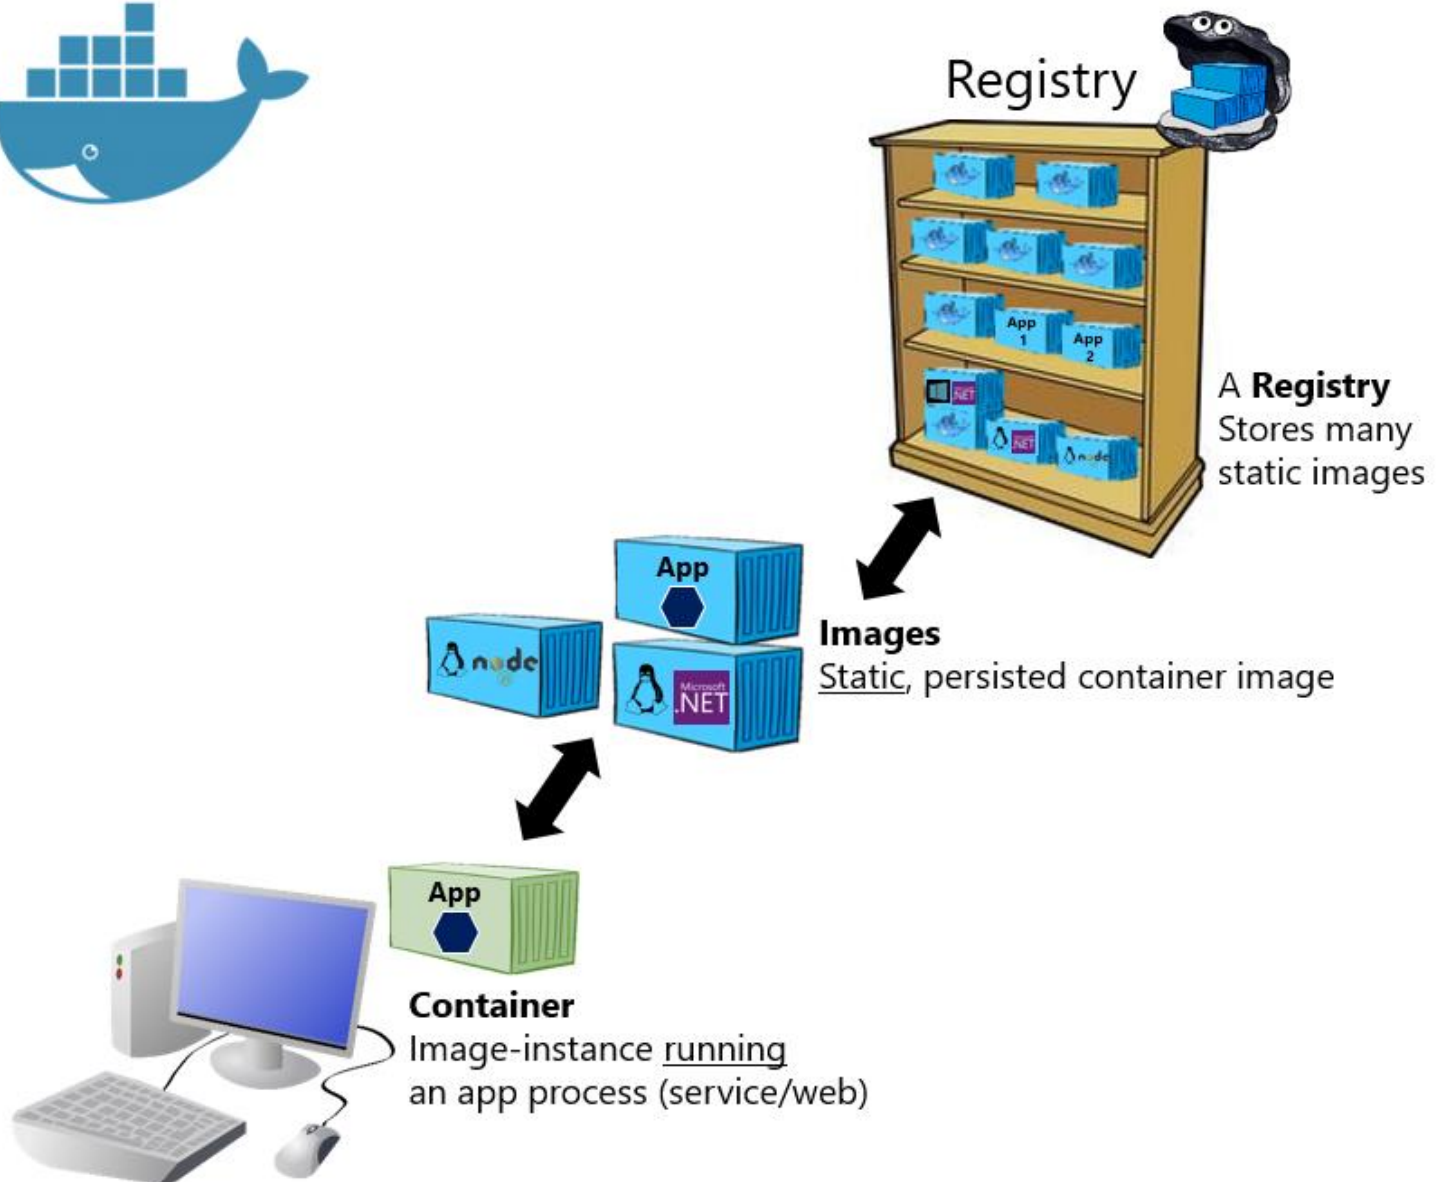 Registry
App
1
App
2
.NET
.NET
node
A Registry
Stores many
static images
App
node
Microsoft
.NET
Images
Static, persisted container image
App
Container
Image-instance running
an app process (service/web)